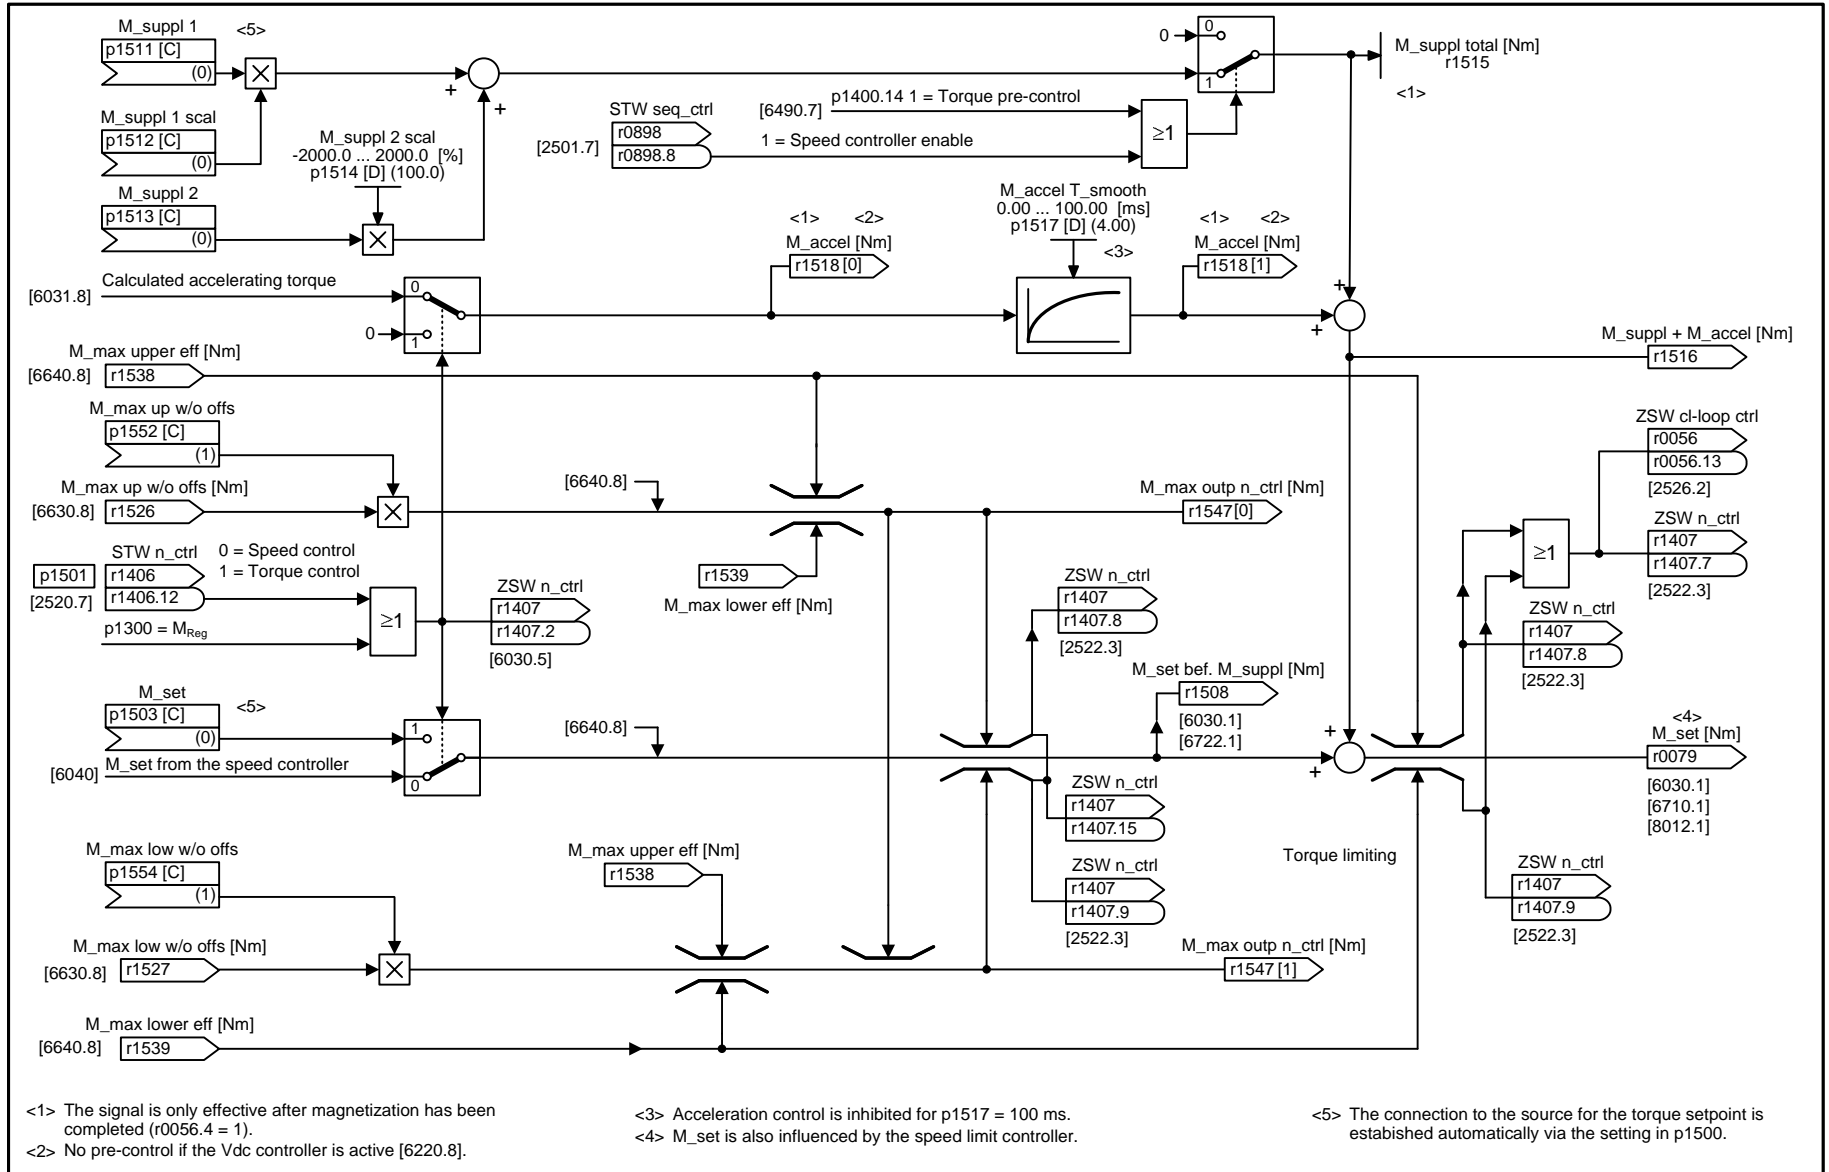 M_suppl 1
<5>
p1511 [C]
(0)
M_suppl 1 scal
p1512 [C]
(0)
M_suppl 2 scal
-2000.0 ... 2000.0 [%]
p1514 [D] (100.0)
M_suppl 2
p1513 [C]
(0)
+
+
STW seq_ctrl
[2501.7]
r0898
r0898.8
[6490.7]
p1400.14 1 = Torque pre-control
1 = Speed controller enable
≥1
0
0
1
M_suppl total [Nm]
r1515
<1>
Calculated accelerating torque
[6031.8]
0
0
1
<1> <2>
M_accel [Nm]
r1518 [0]
M_accel T_smooth
0.00 ... 100.00 [ms]
p1517 [D] (4.00)
<3>
<1> <2>
M_accel [Nm]
r1518 [1]
+
+
M_suppl + M_accel [Nm]
r1516
M_max upper eff [Nm]
[6640.8]
r1538
M_max up w/o offs
p1552 [C]
(1)
M_max up w/o offs [Nm]
[6630.8]
r1526
[6640.8]
r1539
M_max lower eff [Nm]
M_max outp n_ctrl [Nm]
r1547[0]
STW n_ctrl
p1501
[2520.7]
r1406
r1406.12
0 = Speed control
1 = Torque control
p1300 = MReg
≥1
ZSW n_ctrl
r1407
r1407.2
[6030.5]
M_set
<5>
p1503 [C]
(0)
[6040]
M_set from the speed controller
1
0
[6640.8]
ZSW n_ctrl
r1407
r1407.8
[2522.3]
M_set bef. M_suppl [Nm]
r1508
[6030.1]
[6722.1]
ZSW n_ctrl
r1407
r1407.15
ZSW n_ctrl
r1407
r1407.9
[2522.3]
+
+
ZSW cl-loop ctrl
r0056
r0056.13
[2526.2]
≥1
ZSW n_ctrl
r1407
r1407.7
[2522.3]
ZSW n_ctrl
r1407
r1407.8
[2522.3]
<4>
M_set [Nm]
r0079
[6030.1]
[6710.1]
[8012.1]
Torque limiting
ZSW n_ctrl
r1407
r1407.9
[2522.3]
M_max low w/o offs
p1554 [C]
(1)
M_max upper eff [Nm]
r1538
M_max low w/o offs [Nm]
[6630.8]
r1527
M_max outp n_ctrl [Nm]
r1547 [1]
M_max lower eff [Nm]
[6640.8]
r1539
<1> The signal is only effective after magnetization has been
completed (r0056.4 = 1).
<2> No pre-control if the Vdc controller is active [6220.8].
<3> Acceleration control is inhibited for p1517 = 100 ms.
<4> M_set is also influenced by the speed limit controller.
<5> The connection to the source for the torque setpoint is
estabished automatically via the setting in p1500.